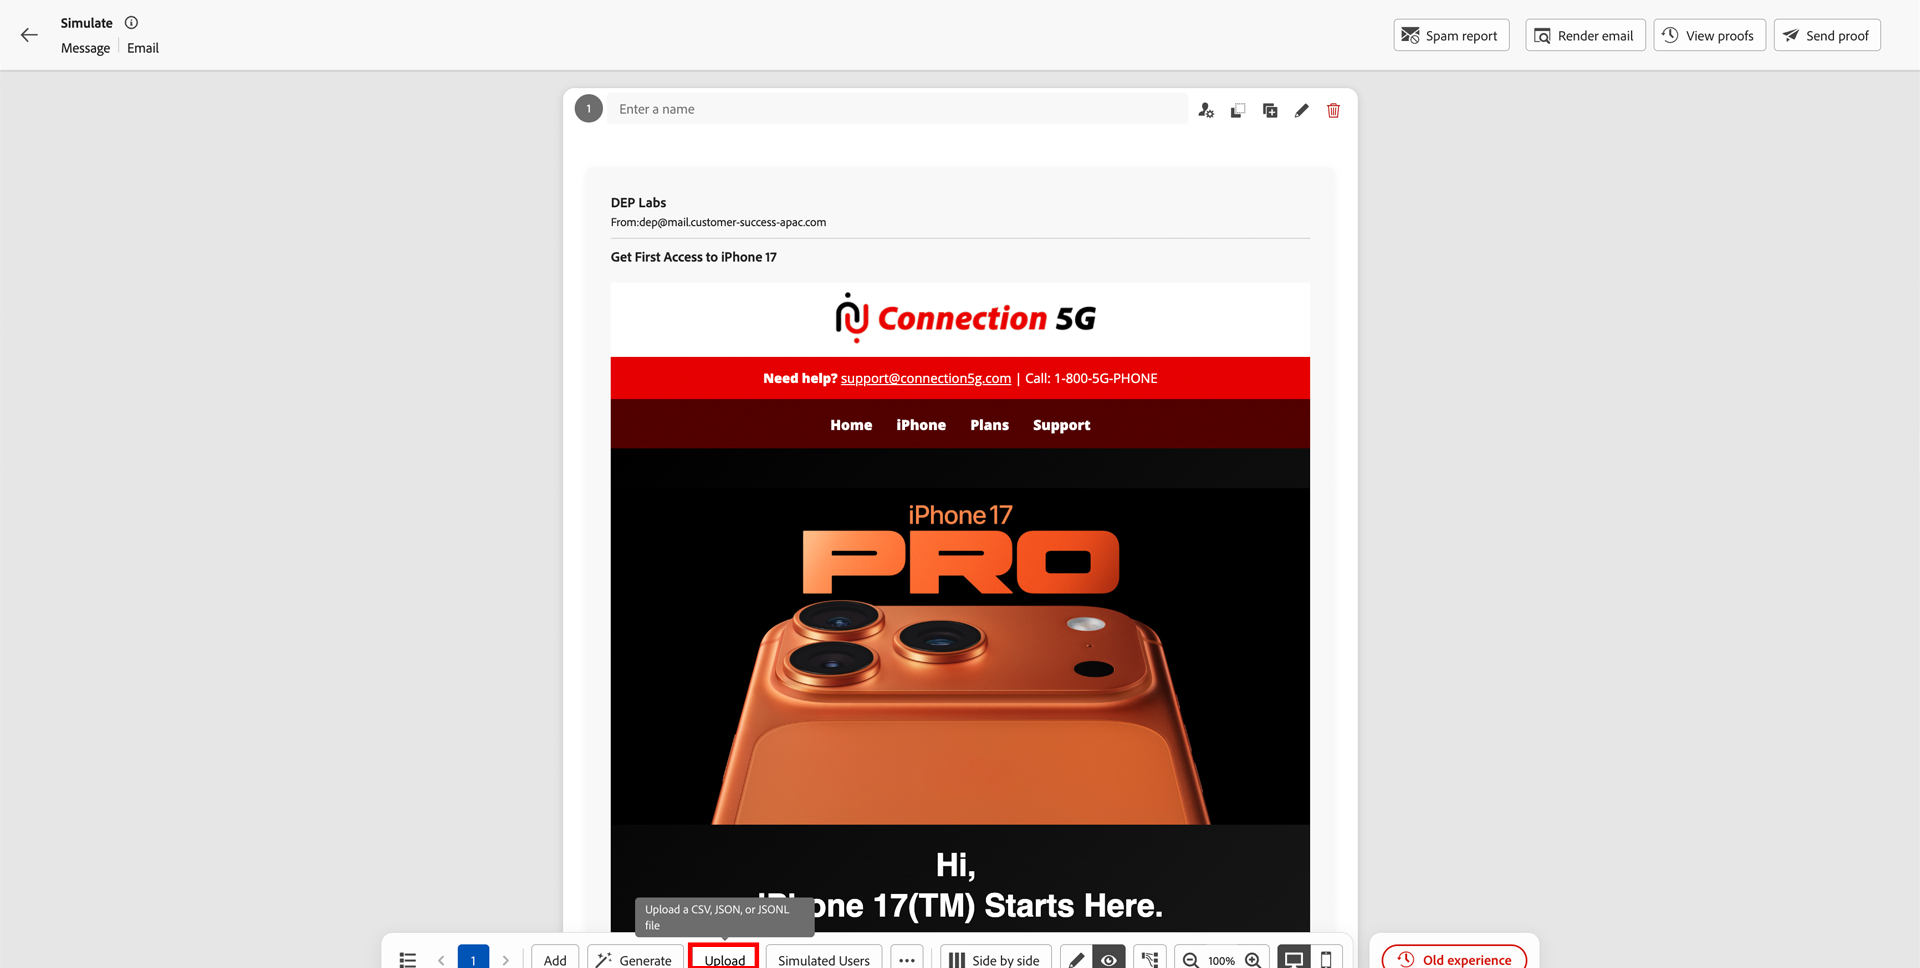 Simulate
Message Email
Spam report
Render email
View proofs
Send proof
1
Enter a name
DEP Labs
From:dep@mail.customer-success-apac.com
Get First Access to iPhone 17
Connection 5G
Need help? support@connection5g.com | Call: 1-800-5G-PHONE
Home iPhone Plans Support
iPhone 17
PRO
Hi,
iPhone 17(TM) Starts Here.
Upload a CSV, JSON, or JSONL
file
1
Add
Generate
Upload
Simulated Users
Side by side
100%
Old experience